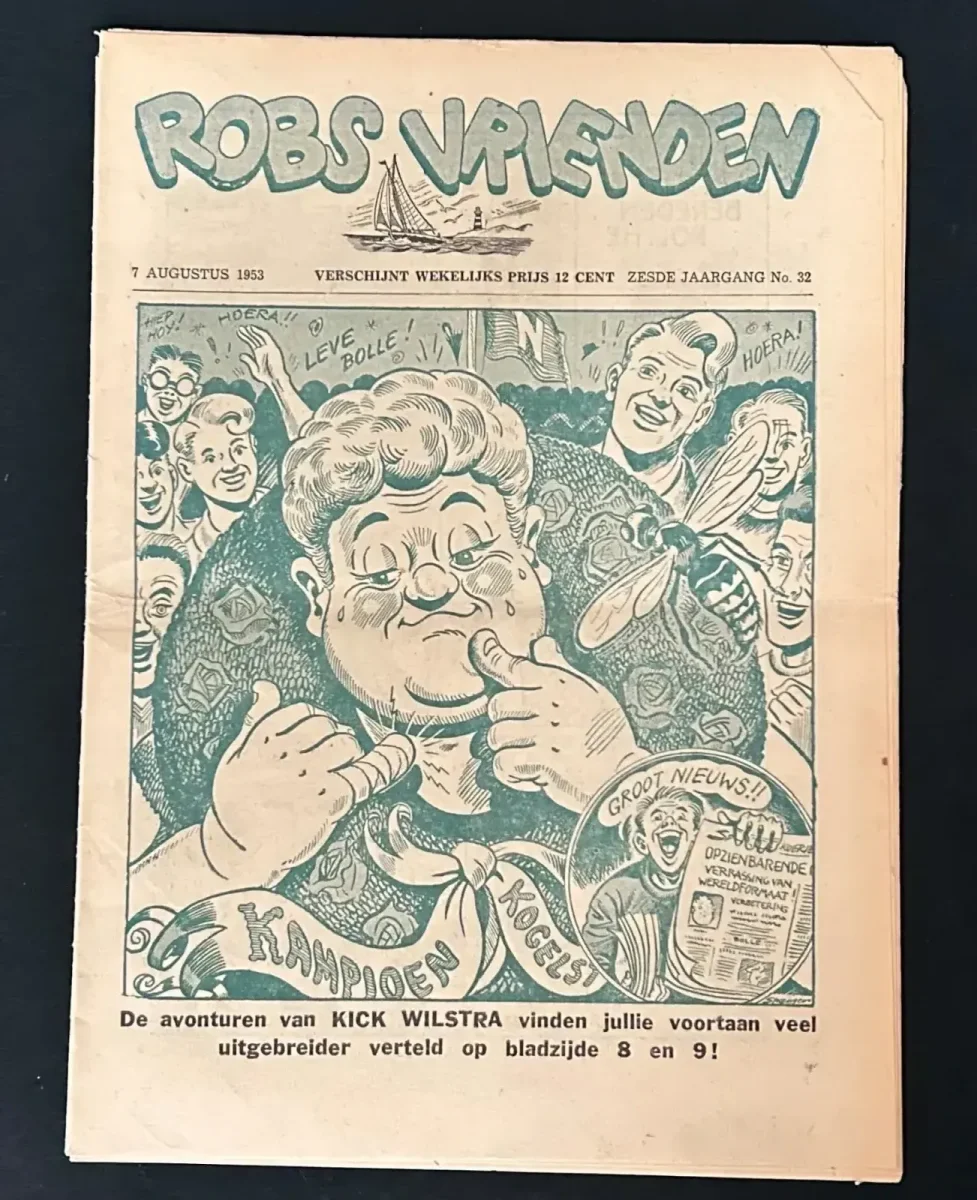 ROBS VRIENDEN
7 AUGUSTUS 1953 VERSCHIJNT WEKELIJKS PRIJS 12 CENT ZESDE JAARGANG No. 32
HIEP
HOY!
HOERA!!
LEVE
BOLLE!
N
HOERA!
GROOT NIEUWS!!
OPZIENBARENDE
VERRASSING VAN
WERELDFORMAAT!
BOLLE
KAMPIOEN
KOGELS!
De avonturen van KICK WILSTRA vinden jullie voortaan veel
uitgebreider verteld op bladzijde 8 en 9!